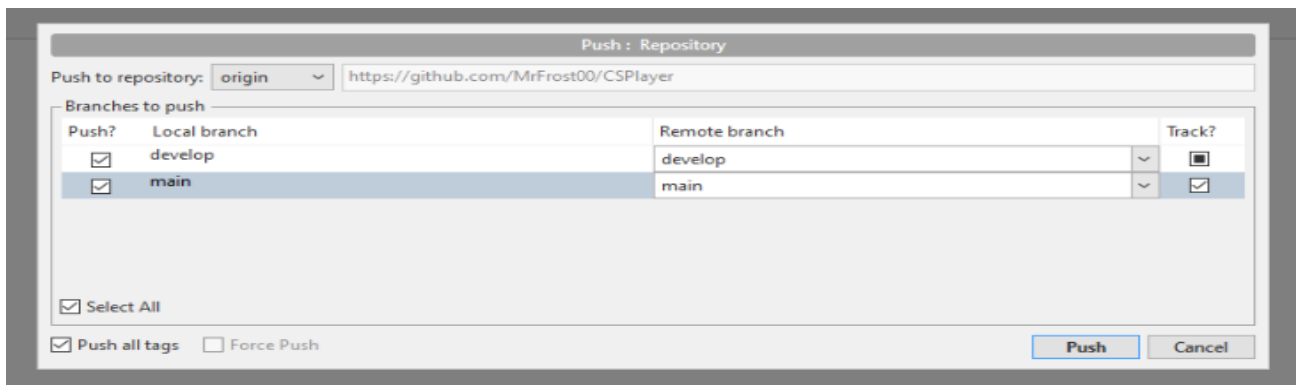 Push : Repository
Push to repository: origin https://github.com/MrFrost00/CSPlayer
Branches to push
Push? Local branch Remote branch Track?
develop develop
main main
Select All
Push all tags Force Push Push Cancel